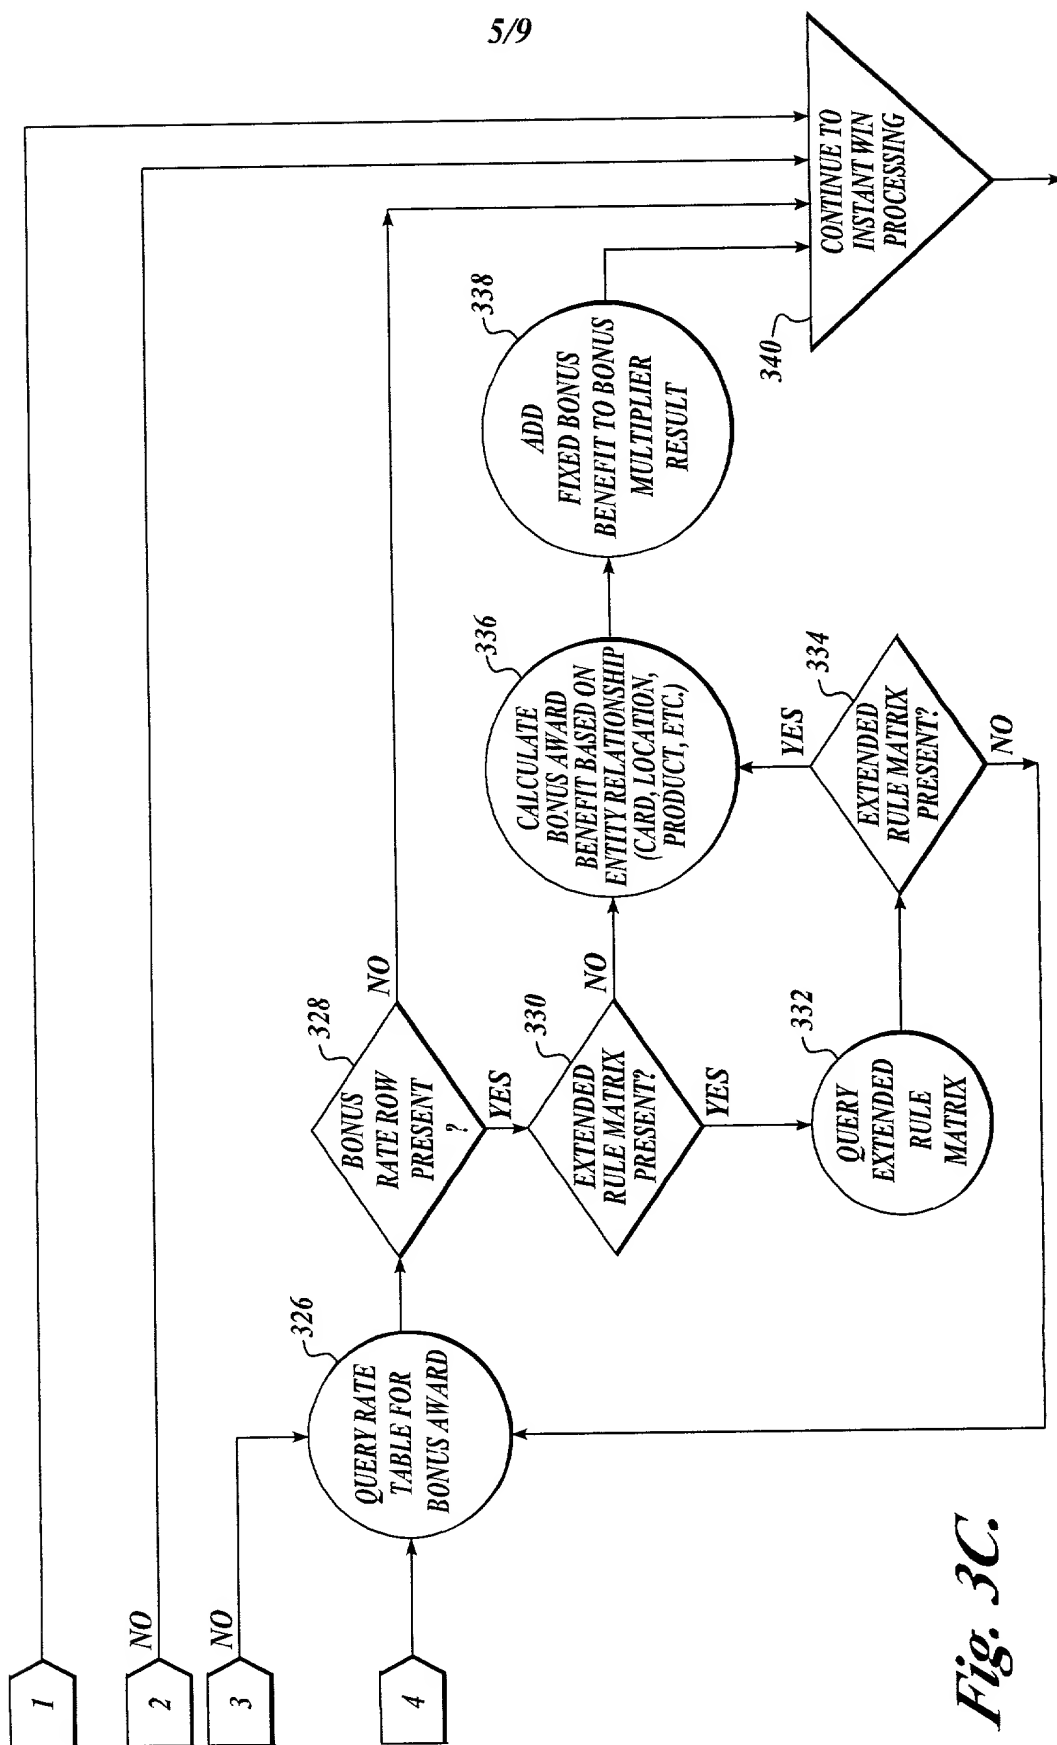 5/9
1
NO
2
NO
3
4
QUERY RATE
TABLE FOR
BONUS AWARD
326
BONUS
RATE ROW
PRESENT
?
328
NO
YES
EXTENDED
RULE MATRIX
PRESENT?
330
NO
YES
QUERY
EXTENDED
RULE
MATRIX
332
EXTENDED
RULE MATRIX
PRESENT?
334
YES
NO
CALCULATE
BONUS AWARD
BENEFIT BASED ON
ENTITY RELATIONSHIP
(CARD, LOCATION,
PRODUCT, ETC.)
336
ADD
FIXED BONUS
BENEFIT TO BONUS
MULTIPLIER
RESULT
338
CONTINUE TO
INSTANT WIN
PROCESSING
340
Fig. 3C.